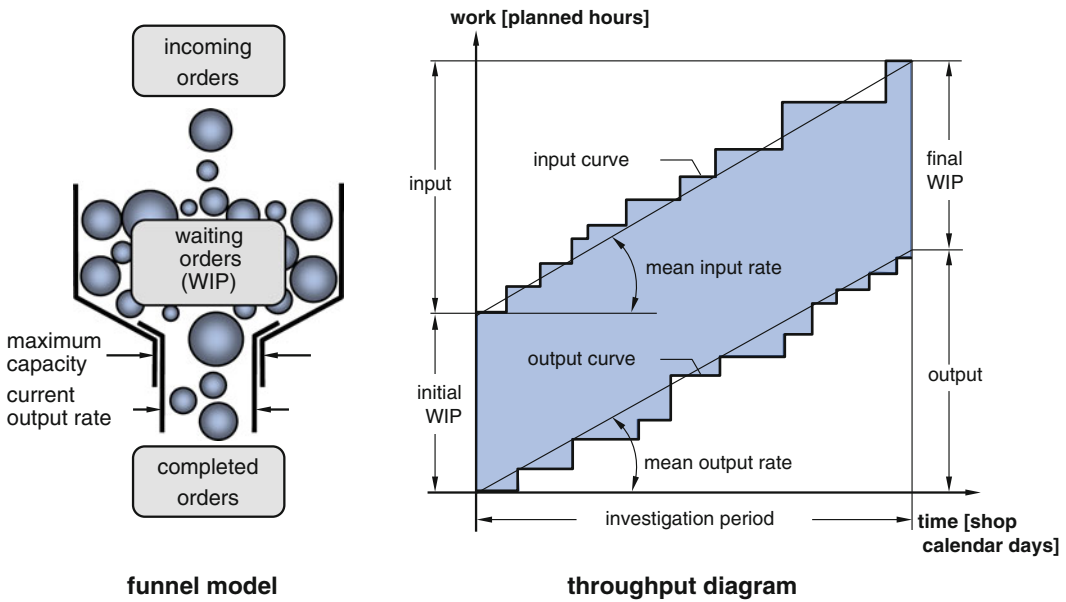 incoming
orders
waiting
orders
(WIP)
maximum
capacity
current
output rate
completed
orders
funnel model
work [planned hours]
input curve
input
final
WIP
mean input rate
output curve
initial
WIP
output
mean output rate
investigation period
time [shop
calendar days]
throughput diagram